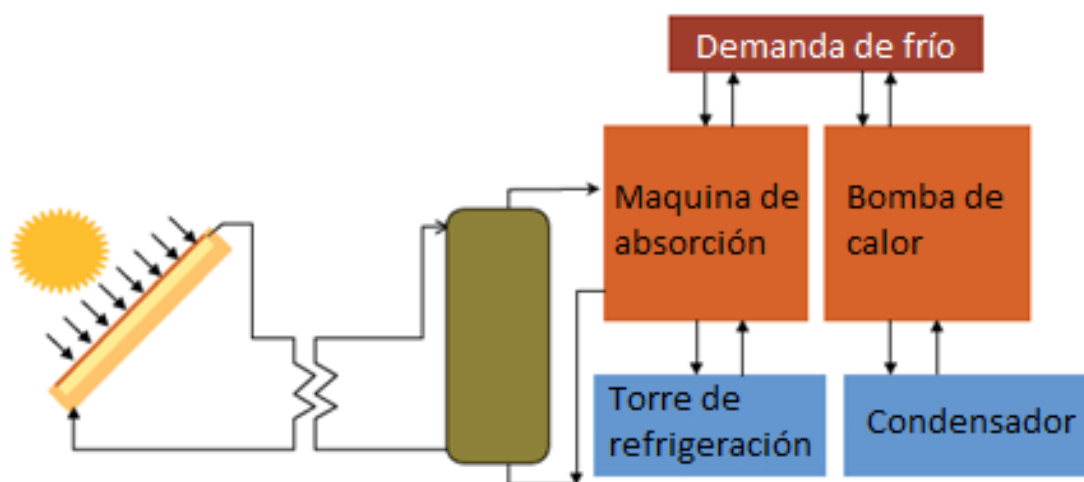 Demanda de frío
Maquina de
absorción
Bomba de
calor
Torre de
refrigeración
Condensador